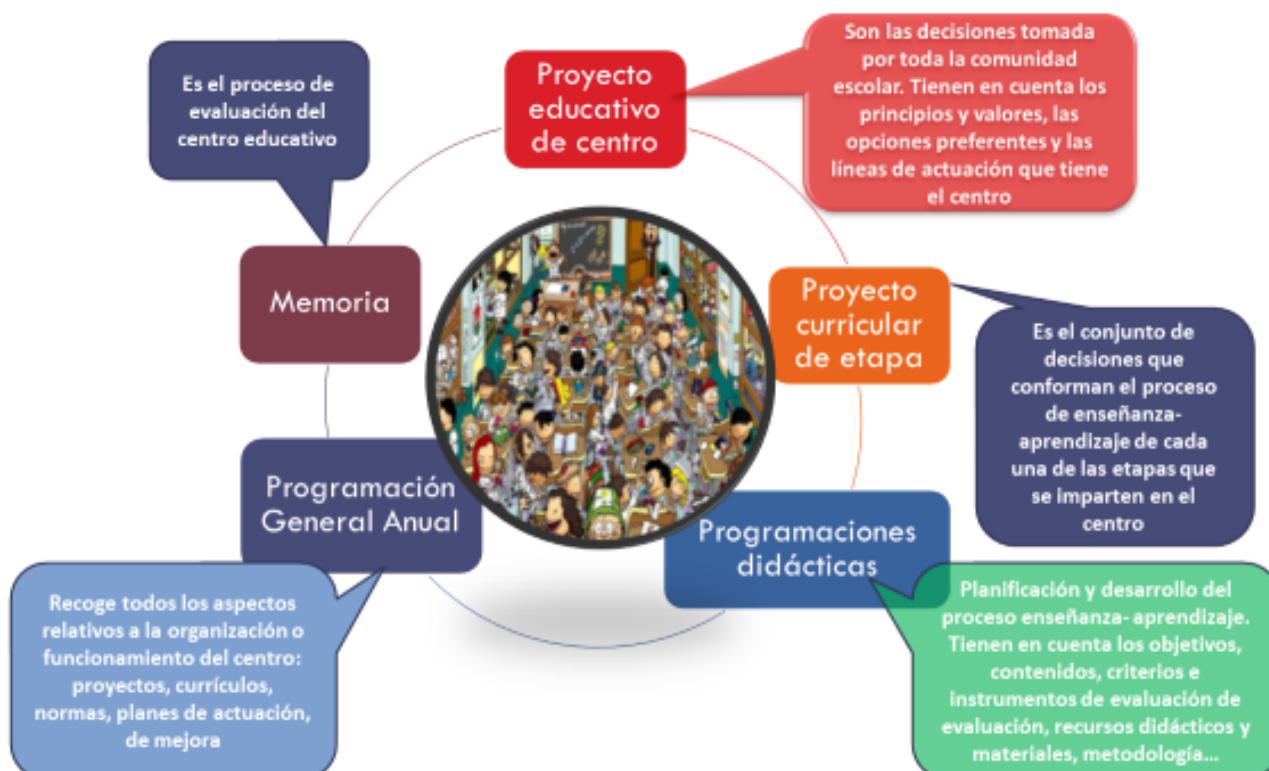 Proyecto
educativo
de centro
Son las decisiones tomada
por toda la comunidad
escolar. Tienen en cuenta los
principios y valores, las
opciones preferentes y las
líneas de actuación que tiene
el centro
Proyecto
curricular
de etapa
Es el conjunto de
decisiones que
conforman el proceso
de enseñanza-
aprendizaje de cada
una de las etapas que
se imparten en el
centro
Programaciones
didácticas
Planificación y desarrollo del
proceso enseñanza- aprendizaje.
Tienen en cuenta los objetivos,
contenidos, criterios e
instrumentos de evaluación de
evaluación, recursos didácticos y
materiales, metodología...
Programación
General Anual
Recoge todos los aspectos
relativos a la organización o
funcionamiento del centro:
proyectos, currículos,
normas, planes de actuación,
de mejora
Memoria
Es el proceso de
evaluación del
centro educativo